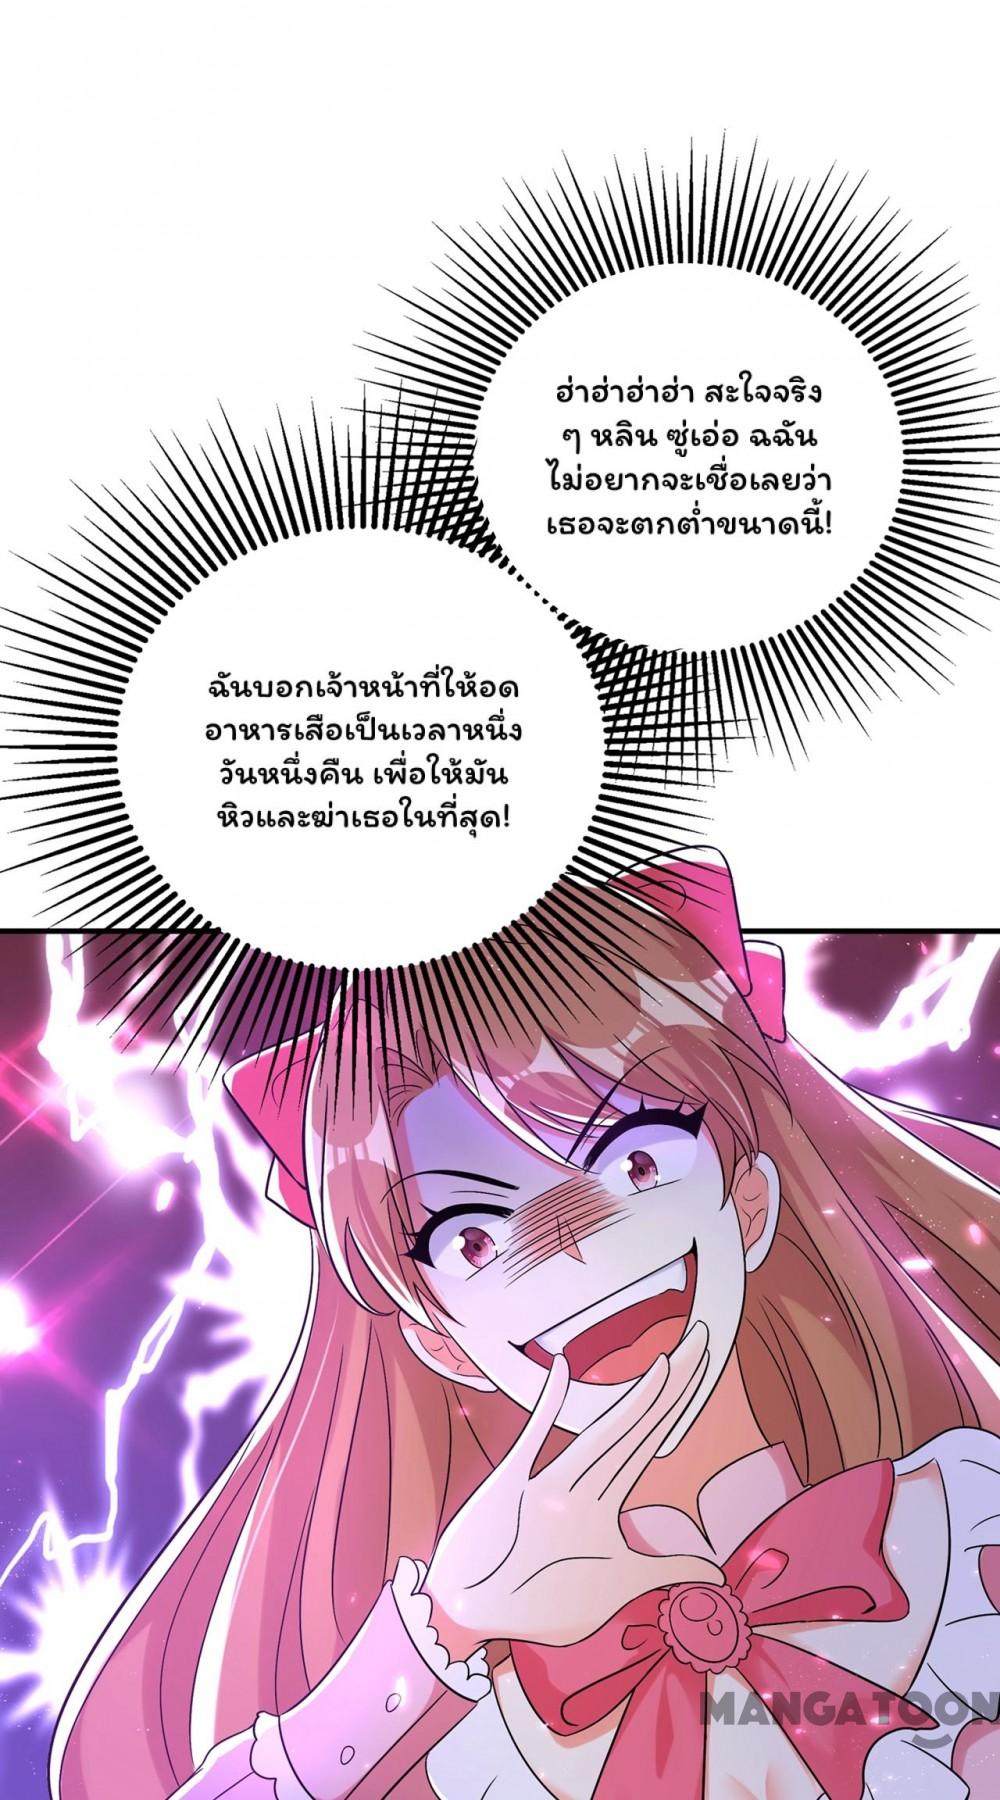 ฮ่าฮ่าฮ่าฮ่า สะใจจริง
ๆ หลิน ซู่เอ่อ ฉฉัน
ไม่อยากจะเชื่อเลยว่า
เธอจะตกต่ำขนาดนี้!
ฉันบอกเจ้าหน้าที่ให้อด
อาหารเสือเป็นเวลาหนึ่ง
วันหนึ่งคืน เพื่อให้มัน
หิวและฆ่าเธอในที่สุด!
MANGATOON